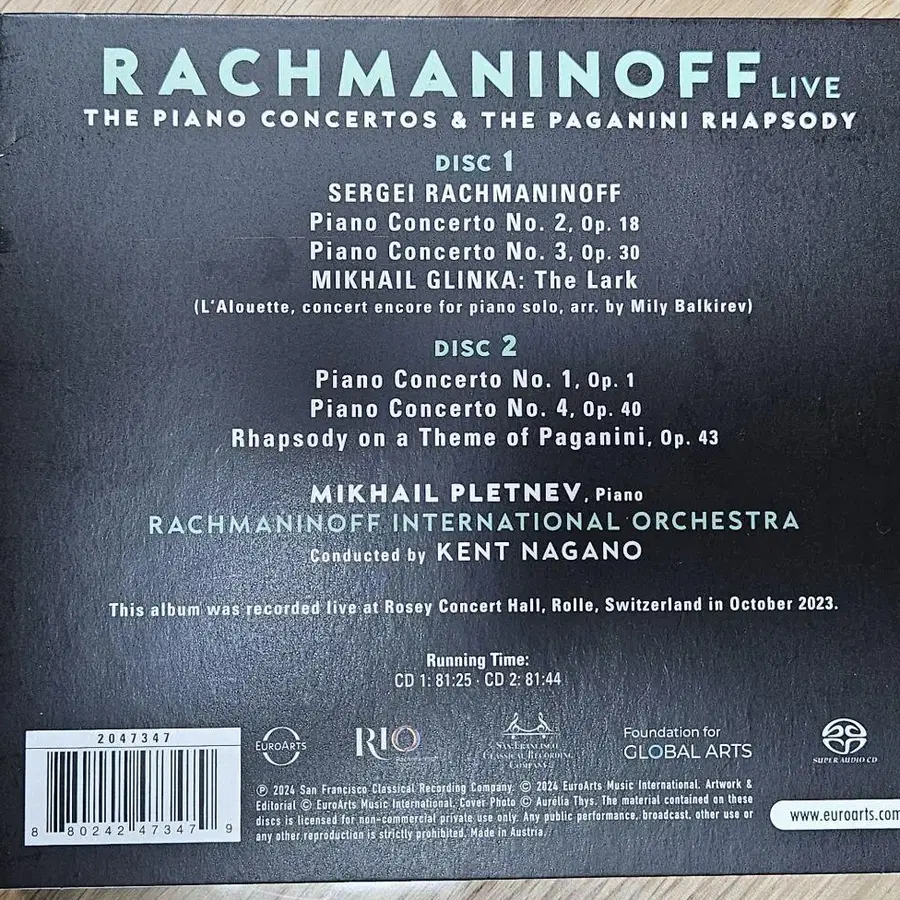 RACHMANINOFF LIVE
THE PIANO CONCERTOS & THE PAGANINI RHAPSODY
DISC 1
SERGEI RACHMANINOFF
Piano Concerto No. 2, Op. 18
Piano Concerto No. 3, Op. 30
MIKHAIL GLINKA: The Lark
(L'Alouette, concert encore for piano solo, arr. by Mily Balkirev)
DISC 2
Piano Concerto No. 1, Op. 1
Piano Concerto No. 4, Op. 40
Rhapsody on a Theme of Paganini, Op. 43
MIKHAIL PLETNEV, Piano
RACHMANINOFF INTERNATIONAL ORCHESTRA
Conducted by KENT NAGANO
This album was recorded live at Rosey Concert Hall, Rolle, Switzerland in October 2023.
Running Time:
CD 1: 81:25 · CD 2: 81:44
2047347
8 80242 47347 9
EUROARTS
RIO
SAN FRANCISCO
CLASSICAL RECORDING
COMPANY
Foundation for
GLOBAL ARTS
SUPER AUDIO CD
℗ 2024 San Francisco Classical Recording Company. © 2024 EuroArts Music International. Artwork &
Editorial © EuroArts Music International, Cover Photo © Aurélia Thys. The material contained on these
discs is licensed for non-commercial private use only. Any public performance, broadcast, other use or
any other reproduction is strictly prohibited. Made in Austria.
www.euroarts.com